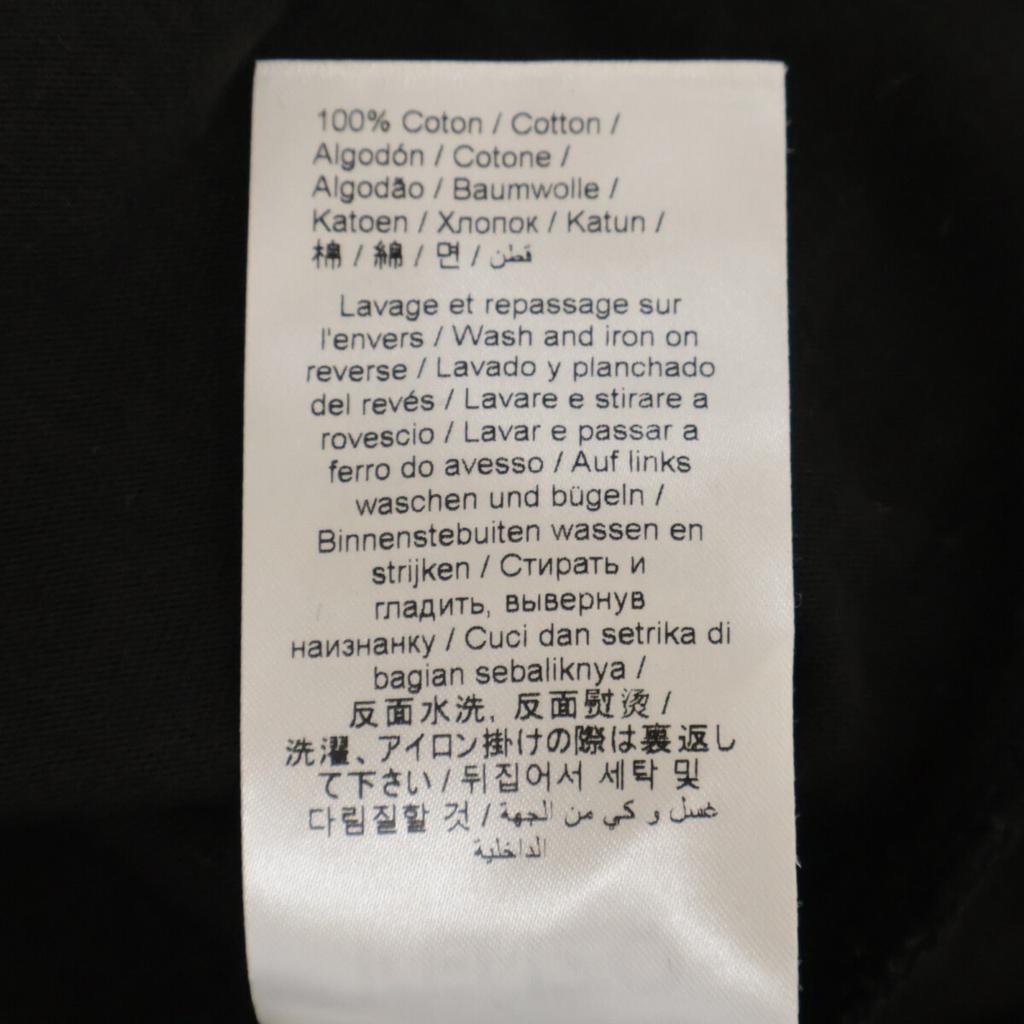 100% Coton / Cotton /
Algodón / Cotone /
Algodão / Baumwolle /
Katoen / Хлопок / Katun /
棉 / 綿 / 면 / قطن
Lavage et repassage sur
l'envers / Wash and iron on
reverse / Lavado y planchado
del revés / Lavare e stirare a
rovescio / Lavar e passar a
ferro do avesso / Auf links
waschen und bügeln /
Binnenstebuiten wassen en
strijken / Стирать и
гладить, вывернув
наизнанку / Cuci dan setrika di
bagian sebaliknya /
反面水洗, 反面熨烫 /
洗濯、アイロン掛けの際は裏返し
て下さい / 뒤집어서 세탁 및
다림질할 것 / غسل و كي من الجهة
الداخلية